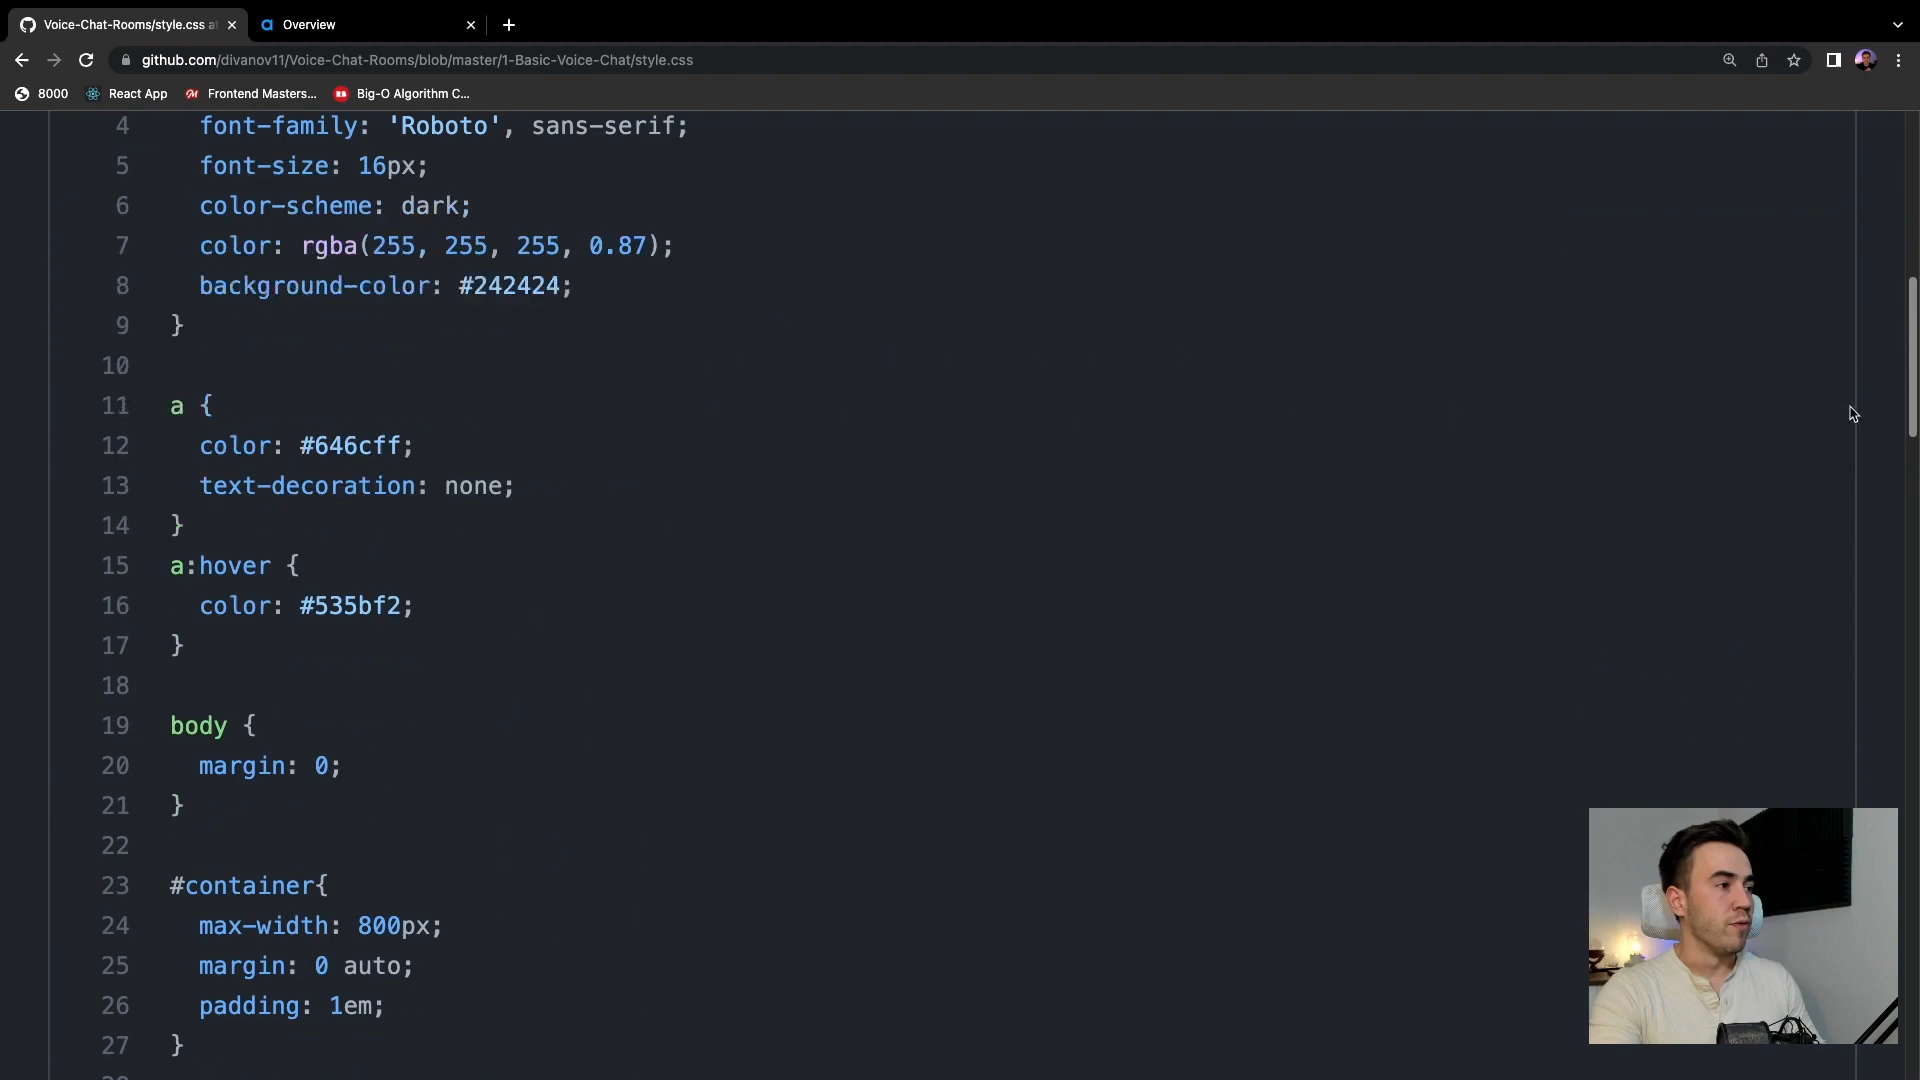 Voice-Chat-Rooms/style.css at
Overview
github.com/divanov11/Voice-Chat-Rooms/blob/master/1-Basic-Voice-Chat/style.css
8000
React App
Frontend Masters...
Big-O Algorithm C...
4 font-family: 'Roboto', sans-serif;
5 font-size: 16px;
6 color-scheme: dark;
7 color: rgba(255, 255, 255, 0.87);
8 background-color: #242424;
9 }
10
11 a {
12 color: #646cff;
13 text-decoration: none;
14 }
15 a:hover {
16 color: #535bf2;
17 }
18
19 body {
20 margin: 0;
21 }
22
23 #container{
24 max-width: 800px;
25 margin: 0 auto;
26 padding: 1em;
27 }